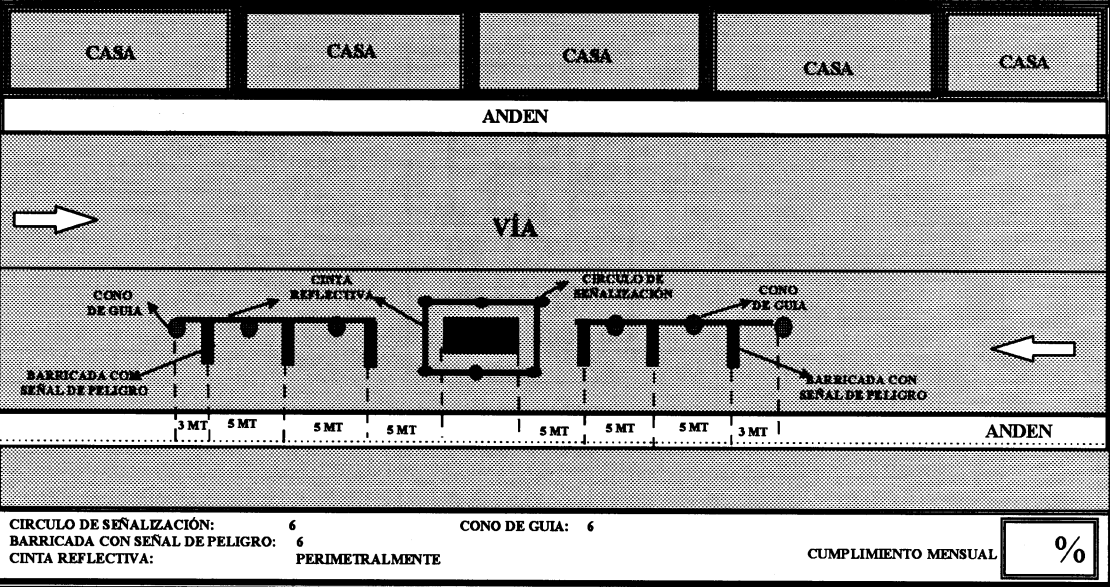 CASA
CASA
CASA
CASA
CASA
ANDEN
VÍA
CONO
DE GUIA
CINTA
REFLECTIVA
CIRCULO DE
SEÑALIZACIÓN
CONO
DE GUIA
BARRICADA CON
SEÑAL DE PELIGRO
BARRICADA CON
SEÑAL DE PELIGRO
3 MT
5 MT
5 MT
5 MT
5 MT
5 MT
5 MT
3 MT
ANDEN
CIRCULO DE SEÑALIZACIÓN: 6
CONO DE GUIA: 6
BARRICADA CON SEÑAL DE PELIGRO: 6
CINTA REFLECTIVA: PERIMETRALMENTE
CUMPLIMIENTO MENSUAL %